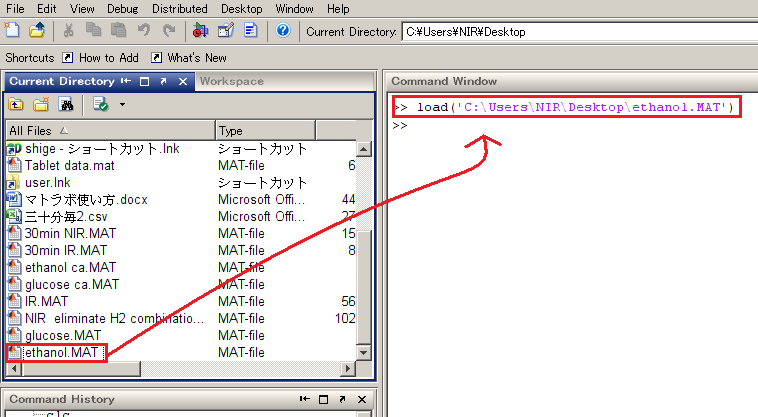 File Edit View Debug Distributed Desktop Window Help
Current Directory: C:¥Users¥NIR¥Desktop
Shortcuts How to Add What's New
Current Directory Workspace
All Files Type
shige - ショートカット.lnk ショートカット
Tablet data.mat MAT-file 6
user.lnk ショートカット
マトラボ使い方.docx Microsoft Offi... 44
三十分毎2.csv Microsoft Offi... 27
30min NIR.MAT MAT-file 15
30min IR.MAT MAT-file 8
ethanol ca.MAT MAT-file
glucose ca.MAT MAT-file
IR.MAT MAT-file 56
NIR eliminate H2 combinatio... MAT-file 102
glucose.MAT MAT-file
ethanol.MAT MAT-file
Command History
clc
Command Window
>> load('C:\Users\NIR\Desktop\ethanol.MAT')
>>